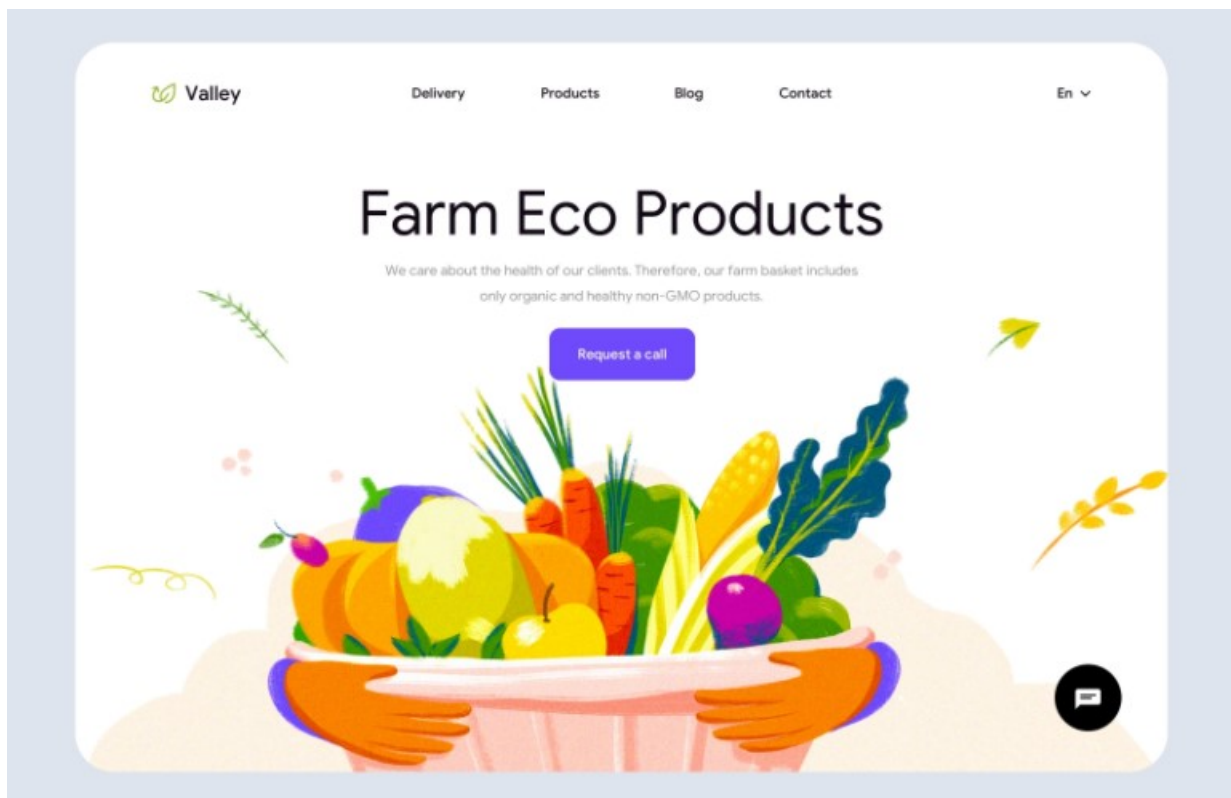 Valley
Delivery
Products
Blog
Contact
En
Farm Eco Products
We care about the health of our clients. Therefore, our farm basket includes
only organic and healthy non-GMO products.
Request a call